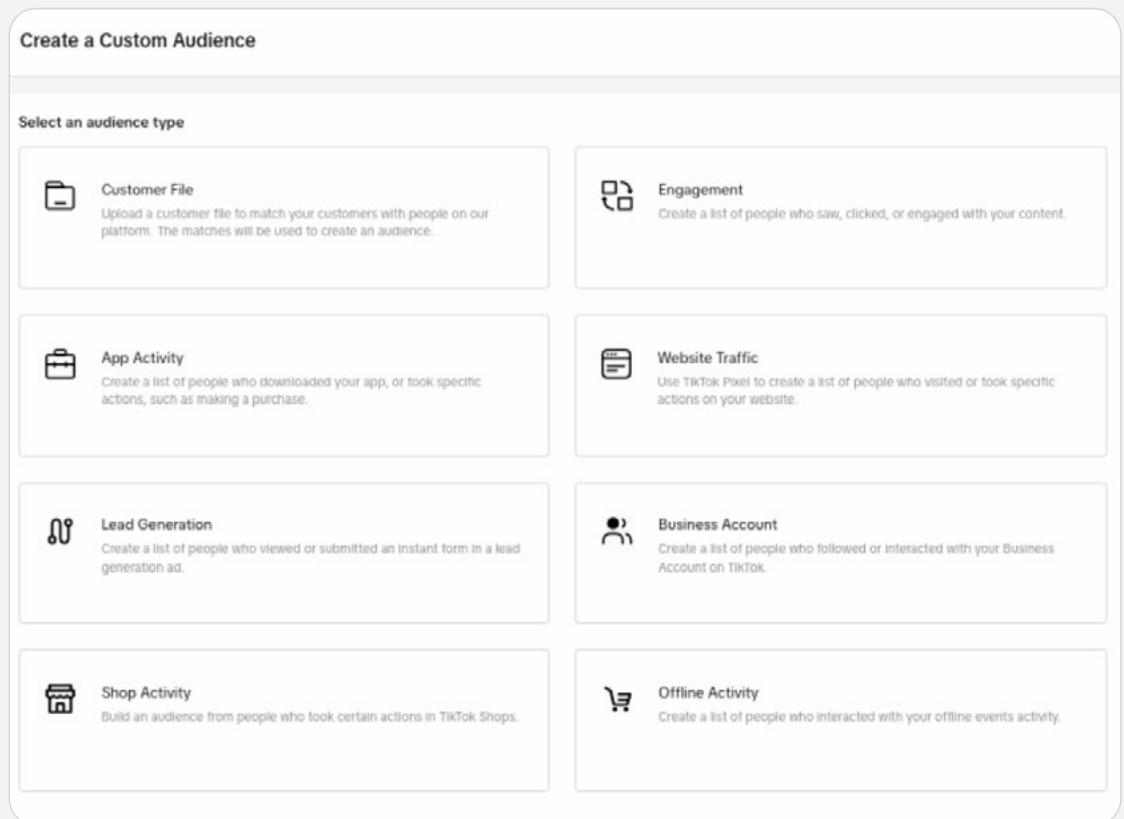 Create a Custom Audience
Select an audience type
Customer File
Upload a customer file to match your customers with people on our
platform. The matches will be used to create an audience.
Engagement
Create a list of people who saw, clicked, or engaged with your content.
App Activity
Create a list of people who downloaded your app, or took specific
actions, such as making a purchase.
Website Traffic
Use TikTok Pixel to create a list of people who visited or took specific
actions on your website.
Lead Generation
Create a list of people who viewed or submitted an instant form in a lead
generation ad.
Business Account
Create a list of people who followed or interacted with your Business
Account on TikTok.
Shop Activity
Build an audience from people who took certain actions in TikTok Shops.
Offline Activity
Create a list of people who interacted with your offline events activity.